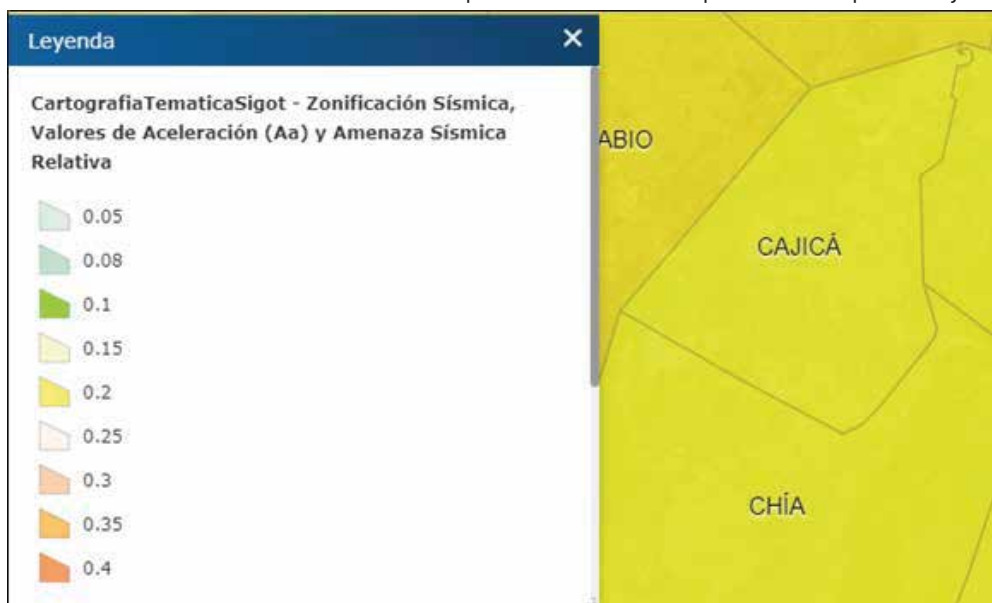 Leyenda
CartografiaTematicaSigot - Zonificación Sísmica,
Valores de Aceleración (Aa) y Amenaza Sísmica
Relativa
0.05
0.08
0.1
0.15
0.2
0.25
0.3
0.35
0.4
ABIO
CAJICÁ
CHÍA